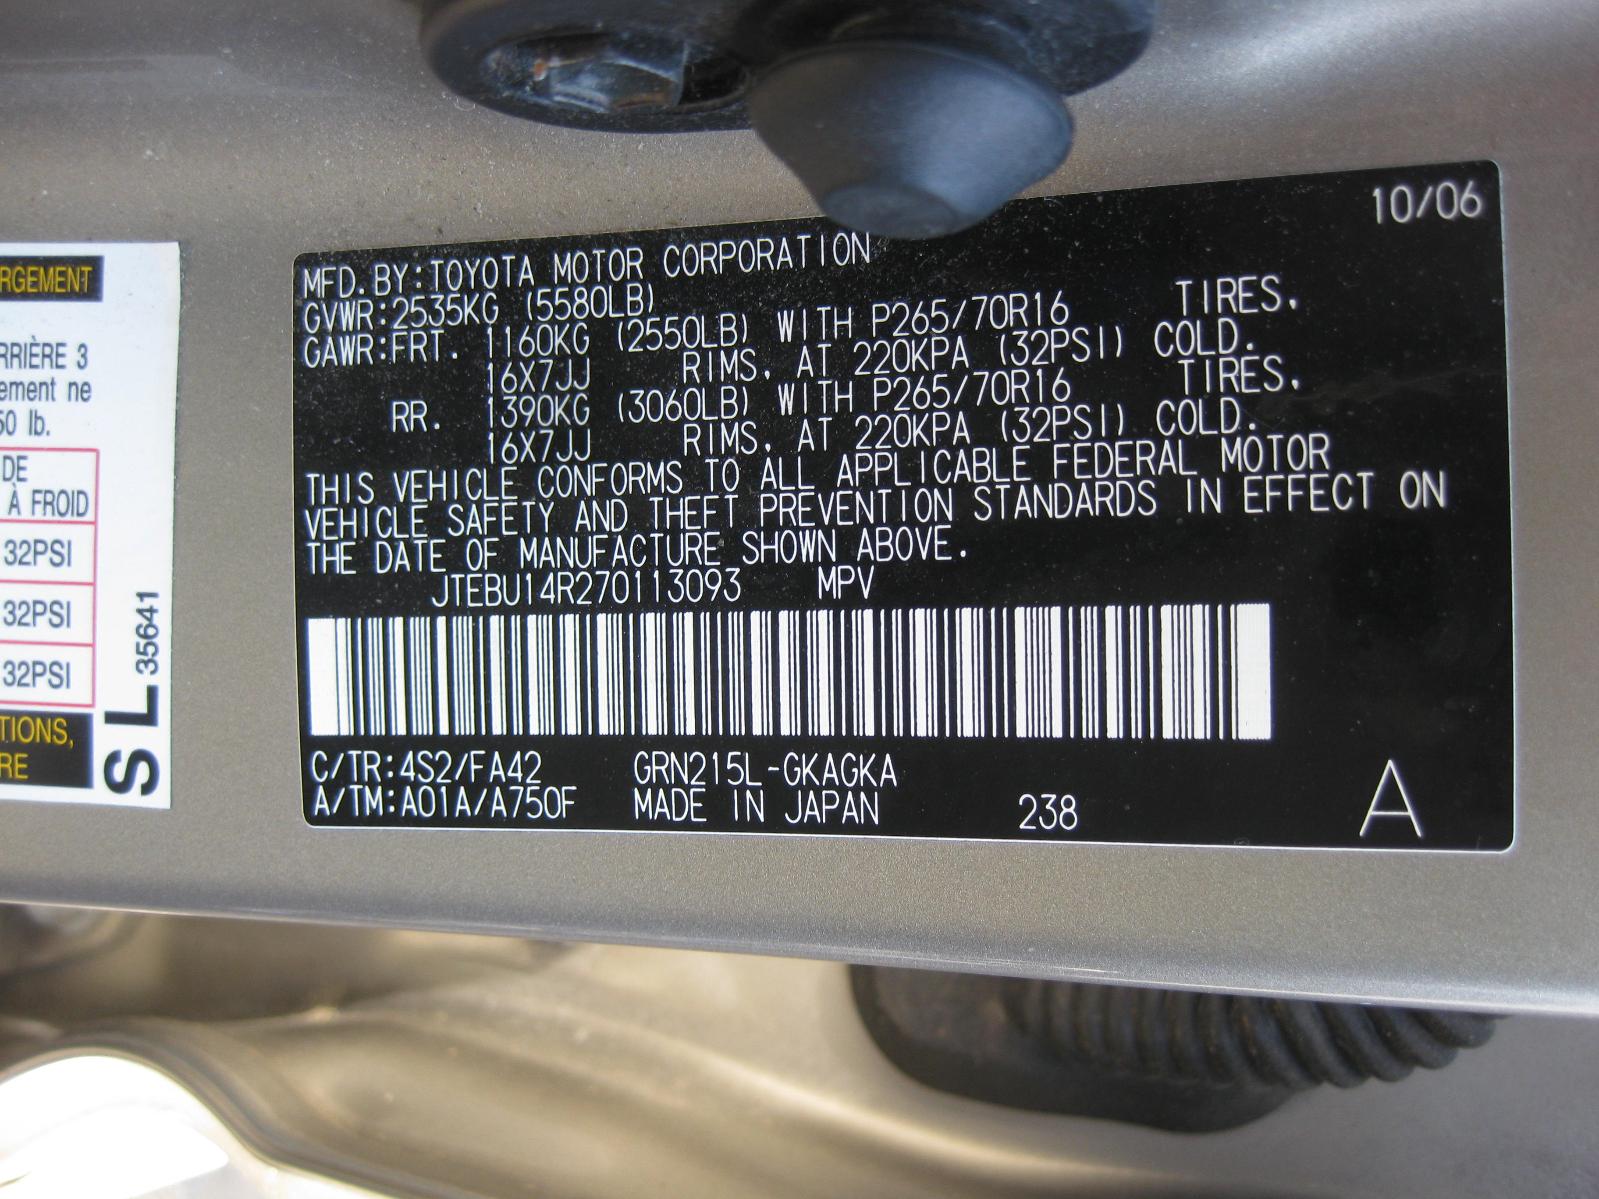 RGEMENT
RRIÈRE 3
ement ne
50 lb.
DE
À FROID
32PSI
32PSI
32PSI
TIONS,
RE
SL 35641
10/06
MFD. BY: TOYOTA MOTOR CORPORATION
GVWR: 2535KG (5580LB)
GAWR: FRT. 1160KG (2550LB) WITH P265/70R16 TIRES,
16X7JJ RIMS, AT 220KPA (32PSI) COLD.
RR. 1390KG (3060LB) WITH P265/70R16 TIRES,
16X7JJ RIMS, AT 220KPA (32PSI) COLD.
THIS VEHICLE CONFORMS TO ALL APPLICABLE FEDERAL MOTOR
VEHICLE SAFETY AND THEFT PREVENTION STANDARDS IN EFFECT ON
THE DATE OF MANUFACTURE SHOWN ABOVE.
JTEBU14R270113093 MPV
C/TR: 4S2/FA42 GRN215L-GKAGKA
A/TM: A01A/A750F MADE IN JAPAN 238 A